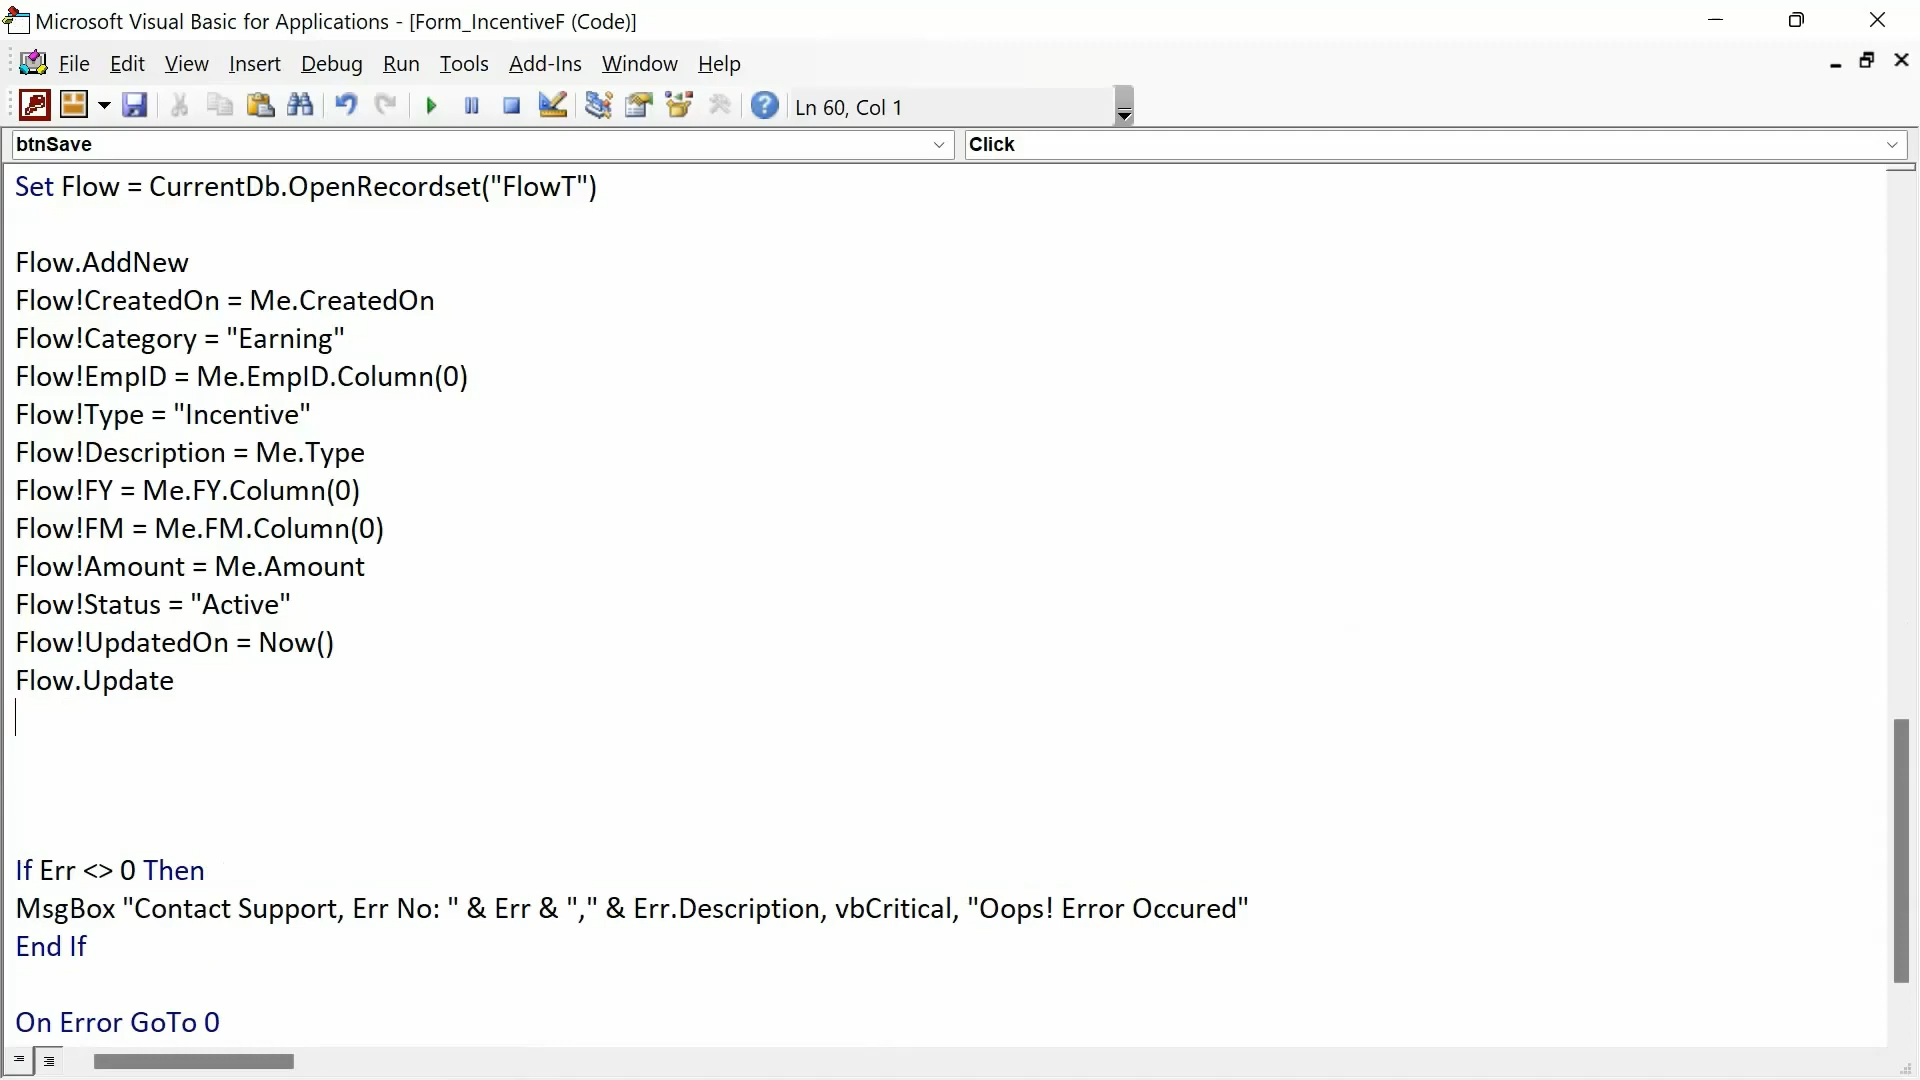 Microsoft Visual Basic for Applications - [Form_IncentiveF (Code)]
File Edit View Insert Debug Run Tools Add-Ins Window Help
Ln 60, Col 1
btnSave Click
Set Flow = CurrentDb.OpenRecordset("FlowT")
Flow.AddNew
Flow!CreatedOn = Me.CreatedOn
Flow!Category = "Earning"
Flow!EmpID = Me.EmpID.Column(0)
Flow!Type = "Incentive"
Flow!Description = Me.Type
Flow!FY = Me.FY.Column(0)
Flow!FM = Me.FM.Column(0)
Flow!Amount = Me.Amount
Flow!Status = "Active"
Flow!UpdatedOn = Now()
Flow.Update
If Err <> 0 Then
MsgBox "Contact Support, Err No: " & Err & "," & Err.Description, vbCritical, "Oops! Error Occured"
End If
On Error GoTo 0